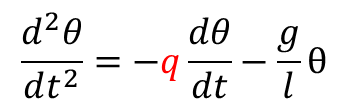 d²θ/dt² = −q dθ/dt − g/l θ